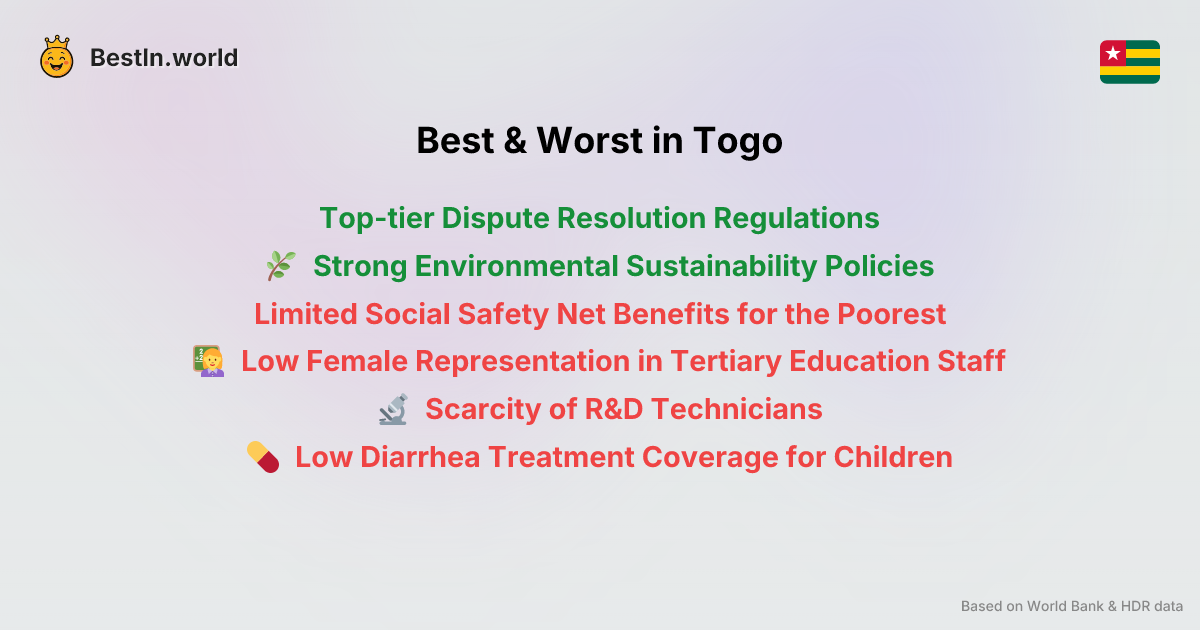 BestIn.world
Best & Worst in Togo
Top-tier Dispute Resolution Regulations
Strong Environmental Sustainability Policies
Limited Social Safety Net Benefits for the Poorest
Low Female Representation in Tertiary Education Staff
Scarcity of R&D Technicians
Low Diarrhea Treatment Coverage for Children
Based on World Bank & HDR data